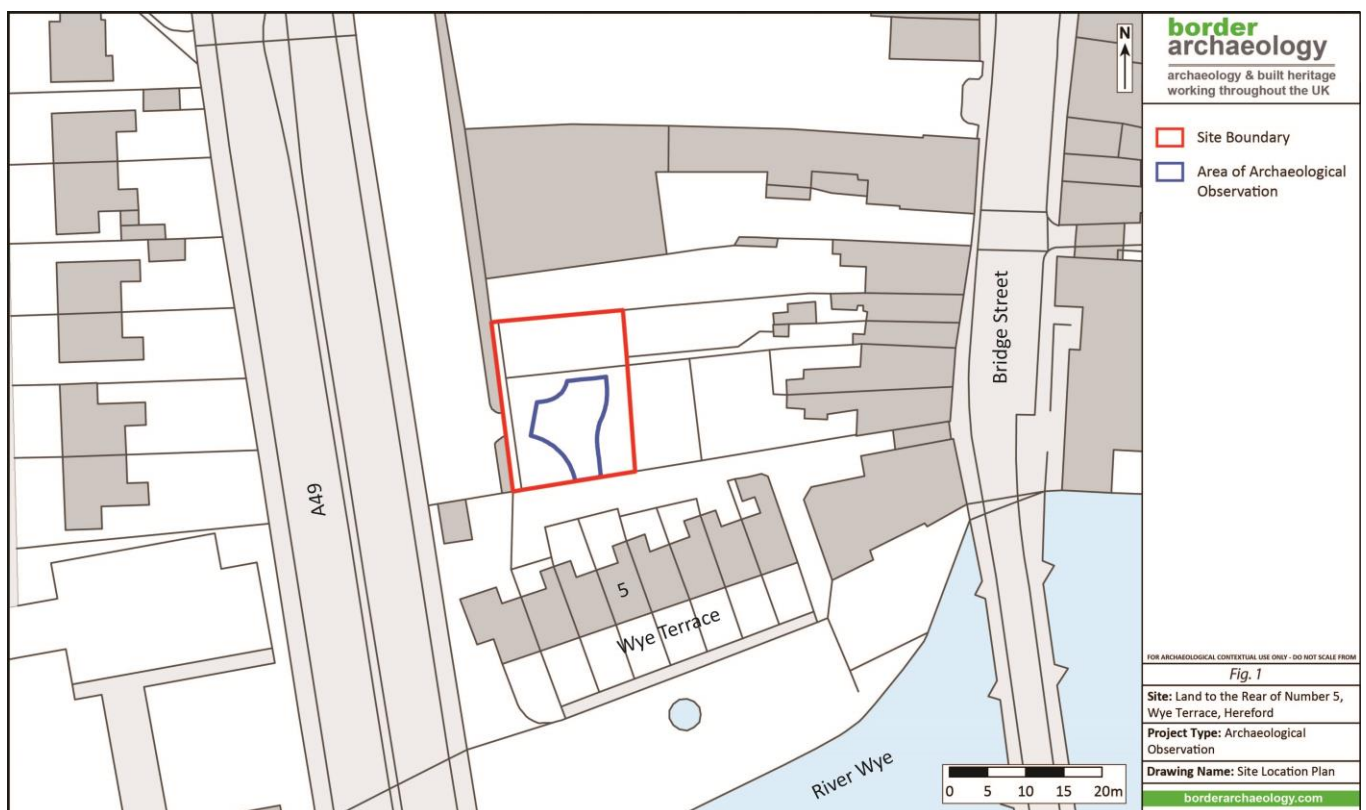 A49
5
Wye Terrace
Bridge Street
River Wye
N
0 5 10 15 20m
border
archaeology
archaeology & built heritage
working throughout the UK
Site Boundary
Area of Archaeological
Observation
FOR ARCHAEOLOGICAL CONTEXTUAL USE ONLY - DO NOT SCALE FROM
Fig. 1
Site: Land to the Rear of Number 5,
Wye Terrace, Hereford
Project Type: Archaeological
Observation
Drawing Name: Site Location Plan
borderarchaeology.com